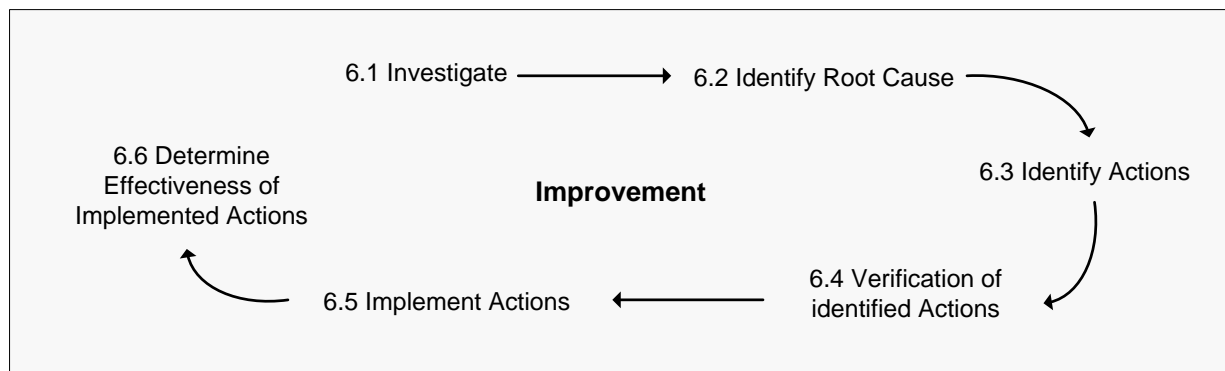 6.1 Investigate
6.2 Identify Root Cause
6.3 Identify Actions
6.4 Verification of
identified Actions
6.5 Implement Actions
6.6 Determine
Effectiveness of
Implemented Actions
Improvement